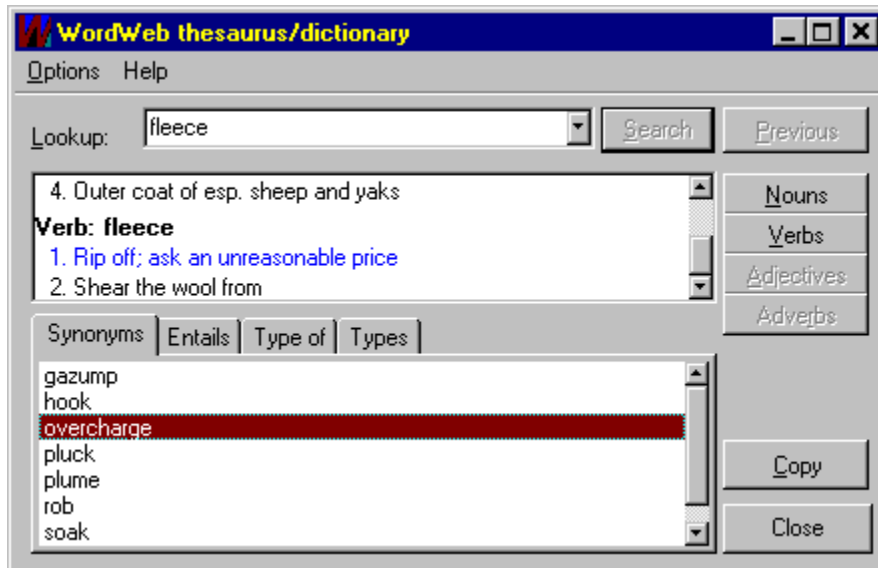 WordWeb thesaurus/dictionary
Options Help
Lookup: fleece Search Previous
4. Outer coat of esp. sheep and yaks
Verb: fleece
1. Rip off; ask an unreasonable price
2. Shear the wool from
Nouns
Verbs
Adjectives
Adverbs
Synonyms Entails Type of Types
gazump
hook
overcharge
pluck
plume
rob
soak
Copy
Close